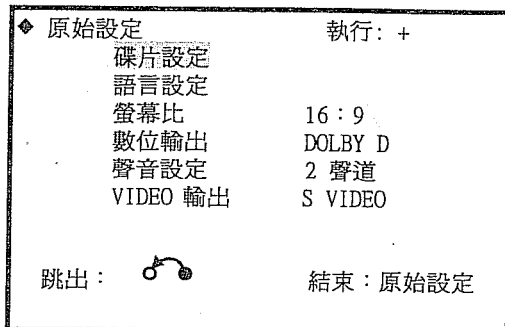 原始設定 執行: +
碟片設定
語言設定
螢幕比 16:9
數位輸出 DOLBY D
聲音設定 2 聲道
VIDEO 輸出 S VIDEO
跳出: 結束:原始設定